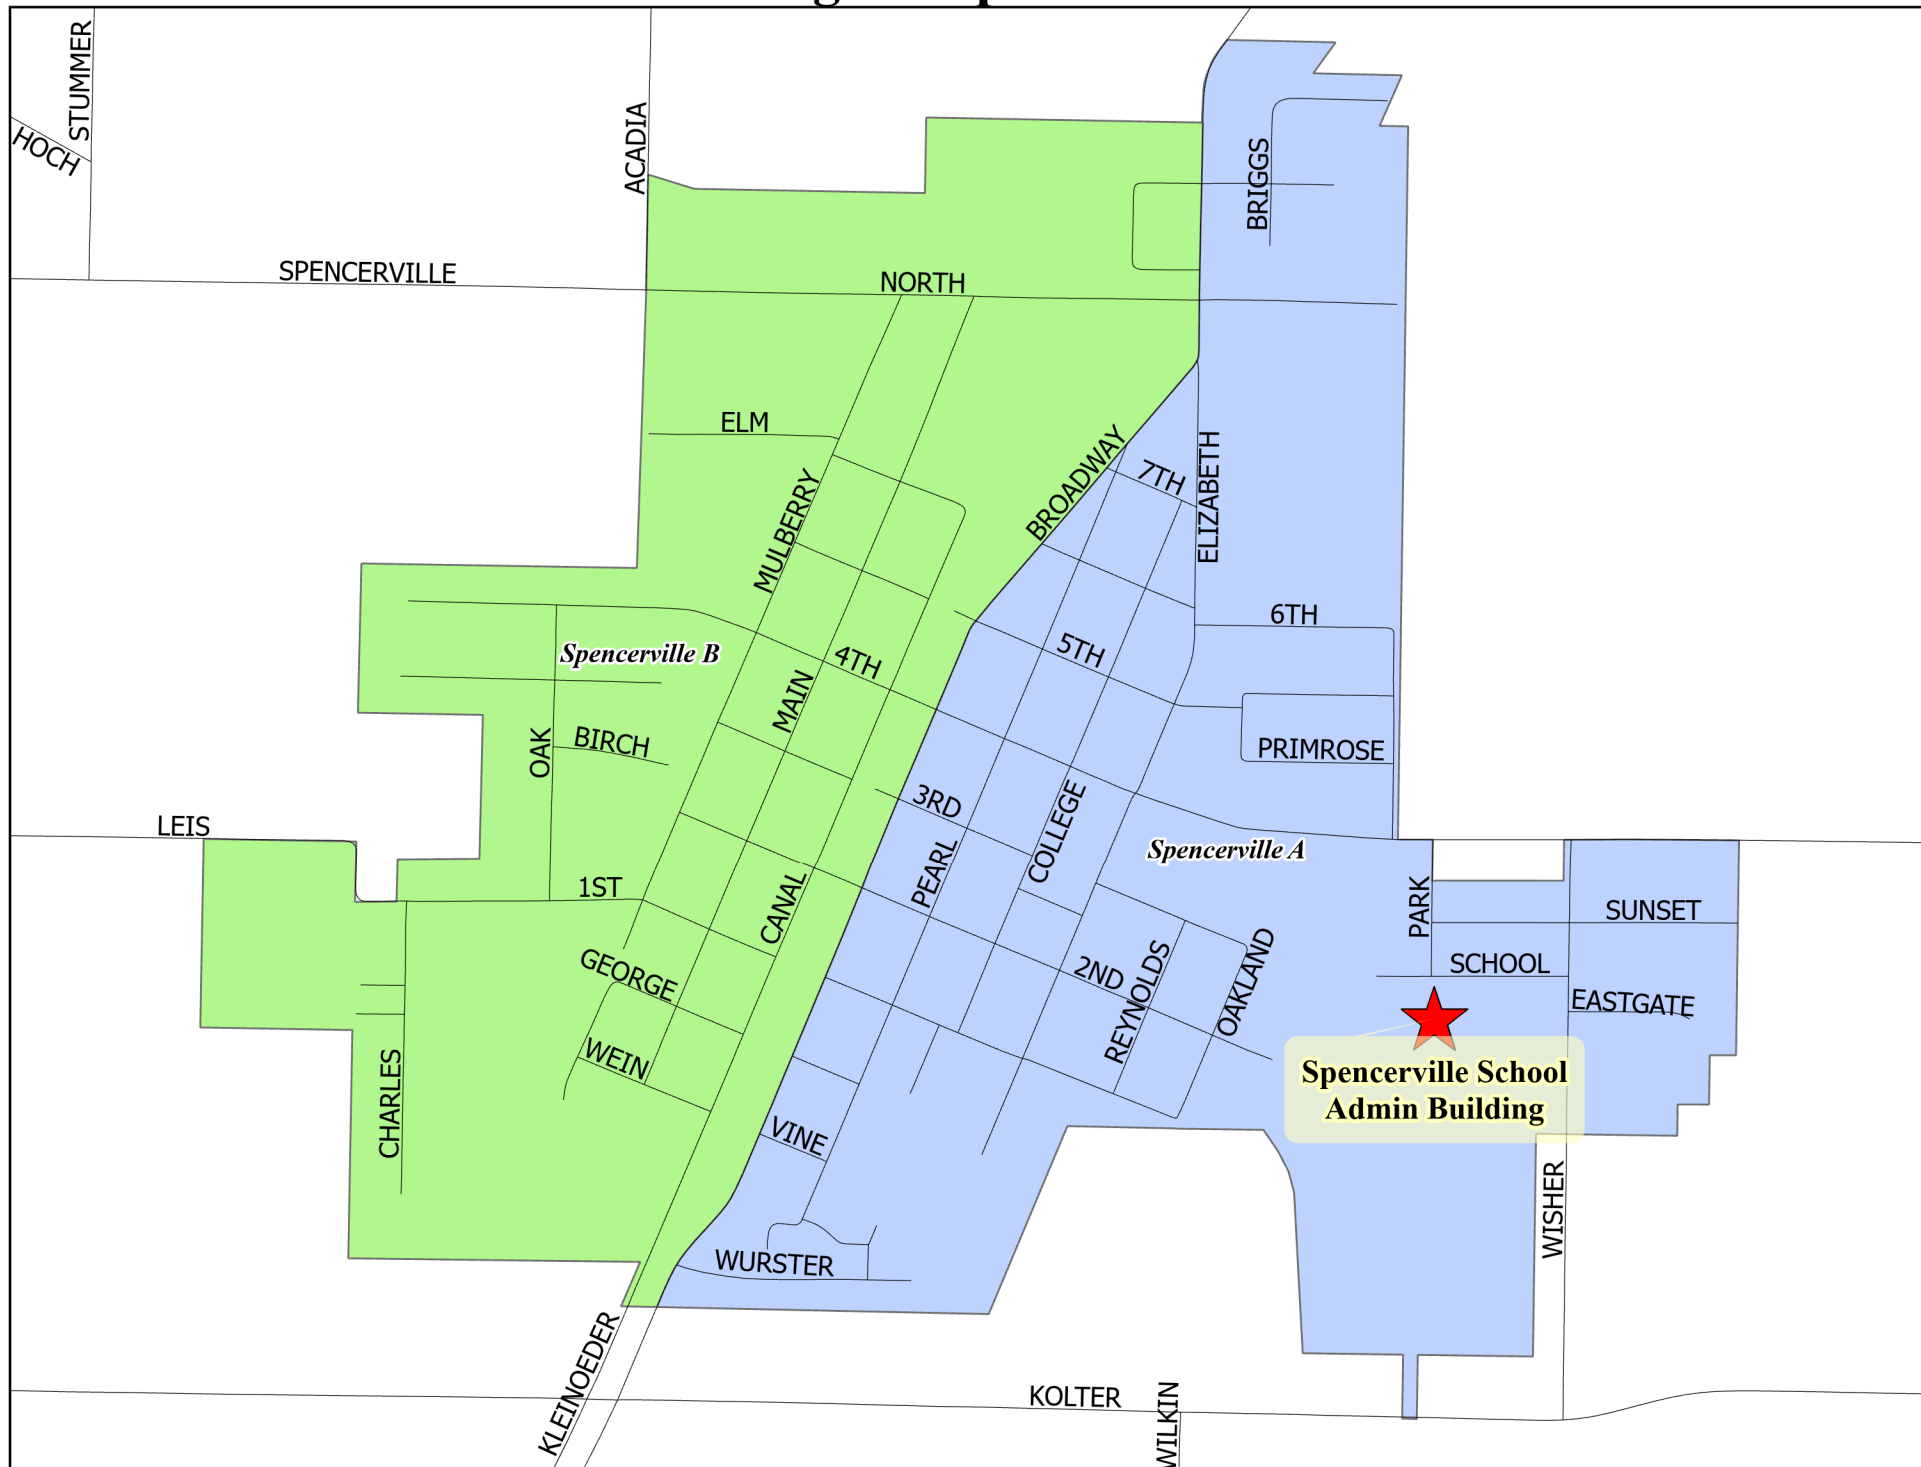 STUMMER
HOCH
ACADIA
BRIGGS
SPENCERVILLE
NORTH
ELM
BROADWAY
7TH
ELIZABETH
MULBERRY
6TH
5TH
Spencerville B
4TH
MAIN
OAK
BIRCH
PRIMROSE
3RD
COLLEGE
LEIS
Spencerville A
PEARL
1ST
CANAL
PARK
SUNSET
GEORGE
2ND
REYNOLDS
OAKLAND
SCHOOL
EASTGATE
WEIN
CHARLES
Spencerville School
Admin Building
VINE
WISHER
WURSTER
KLEINOEDER
KOLTER
WILKIN